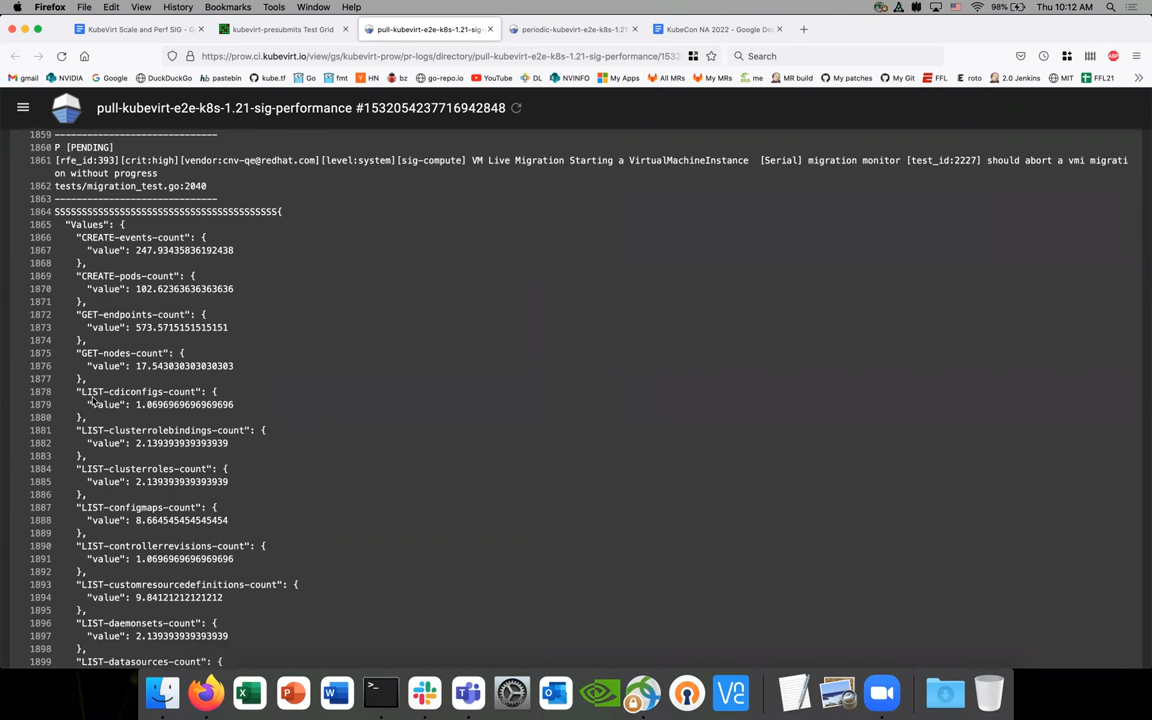 Firefox File Edit View History Bookmarks Tools Window Help 98% Thu 10:12 AM
KubeVirt Scale and Perf SIG - G
kubevirt-presubmits Test Grid
pull-kubevirt-e2e-k8s-1.21-sig-
periodic-kubevirt-e2e-k8s-1.21
KubeCon NA 2022 - Google Do
https://prow.ci.kubevirt.io/view/gs/kubevirt-prow/pr-logs/directory/pull-kubevirt-e2e-k8s-1.21-sig-performance/1532
Search
gmail NVIDIA Google DuckDuckGo pastebin kube.tf Got fmt HN bz go-repo.io YouTube DL NVINFO My Apps All MRs My MRs me MR build My patches My Git FFL roto 2.0 Jenkins MIT FFL21
pull-kubevirt-e2e-k8s-1.21-sig-performance #1532054237716942848
1859 ------------------------------
1860 P [PENDING]
1861 [rfe_id:393][crit:high][vendor:cnv-qe@redhat.com][level:system][sig-compute] VM Live Migration Starting a VirtualMachineInstance  [Serial] migration monitor [test_id:2227] should abort a vmi migrati
on without progress
1862 tests/migration_test.go:2040
1863 ------------------------------
1864 SSSSSSSSSSSSSSSSSSSSSSSSSSSSSSSSSSSSSSSSS{
1865 "Values": {
1866 "CREATE-events-count": {
1867 "value": 247.93435836192438
1868 },
1869 "CREATE-pods-count": {
1870 "value": 102.62363636363636
1871 },
1872 "GET-endpoints-count": {
1873 "value": 573.5715151515151
1874 },
1875 "GET-nodes-count": {
1876 "value": 17.543030303030303
1877 },
1878 "LIST-cdiconfigs-count": {
1879 "value": 1.0696969696969696
1880 },
1881 "LIST-clusterrolebindings-count": {
1882 "value": 2.139393939393939
1883 },
1884 "LIST-clusterroles-count": {
1885 "value": 2.139393939393939
1886 },
1887 "LIST-configmaps-count": {
1888 "value": 8.664545454545454
1889 },
1890 "LIST-controllerrevisions-count": {
1891 "value": 1.0696969696969696
1892 },
1893 "LIST-customresourcedefinitions-count": {
1894 "value": 9.84121212121212
1895 },
1896 "LIST-daemonsets-count": {
1897 "value": 2.139393939393939
1898 },
1899 "LIST-datasources-count": {